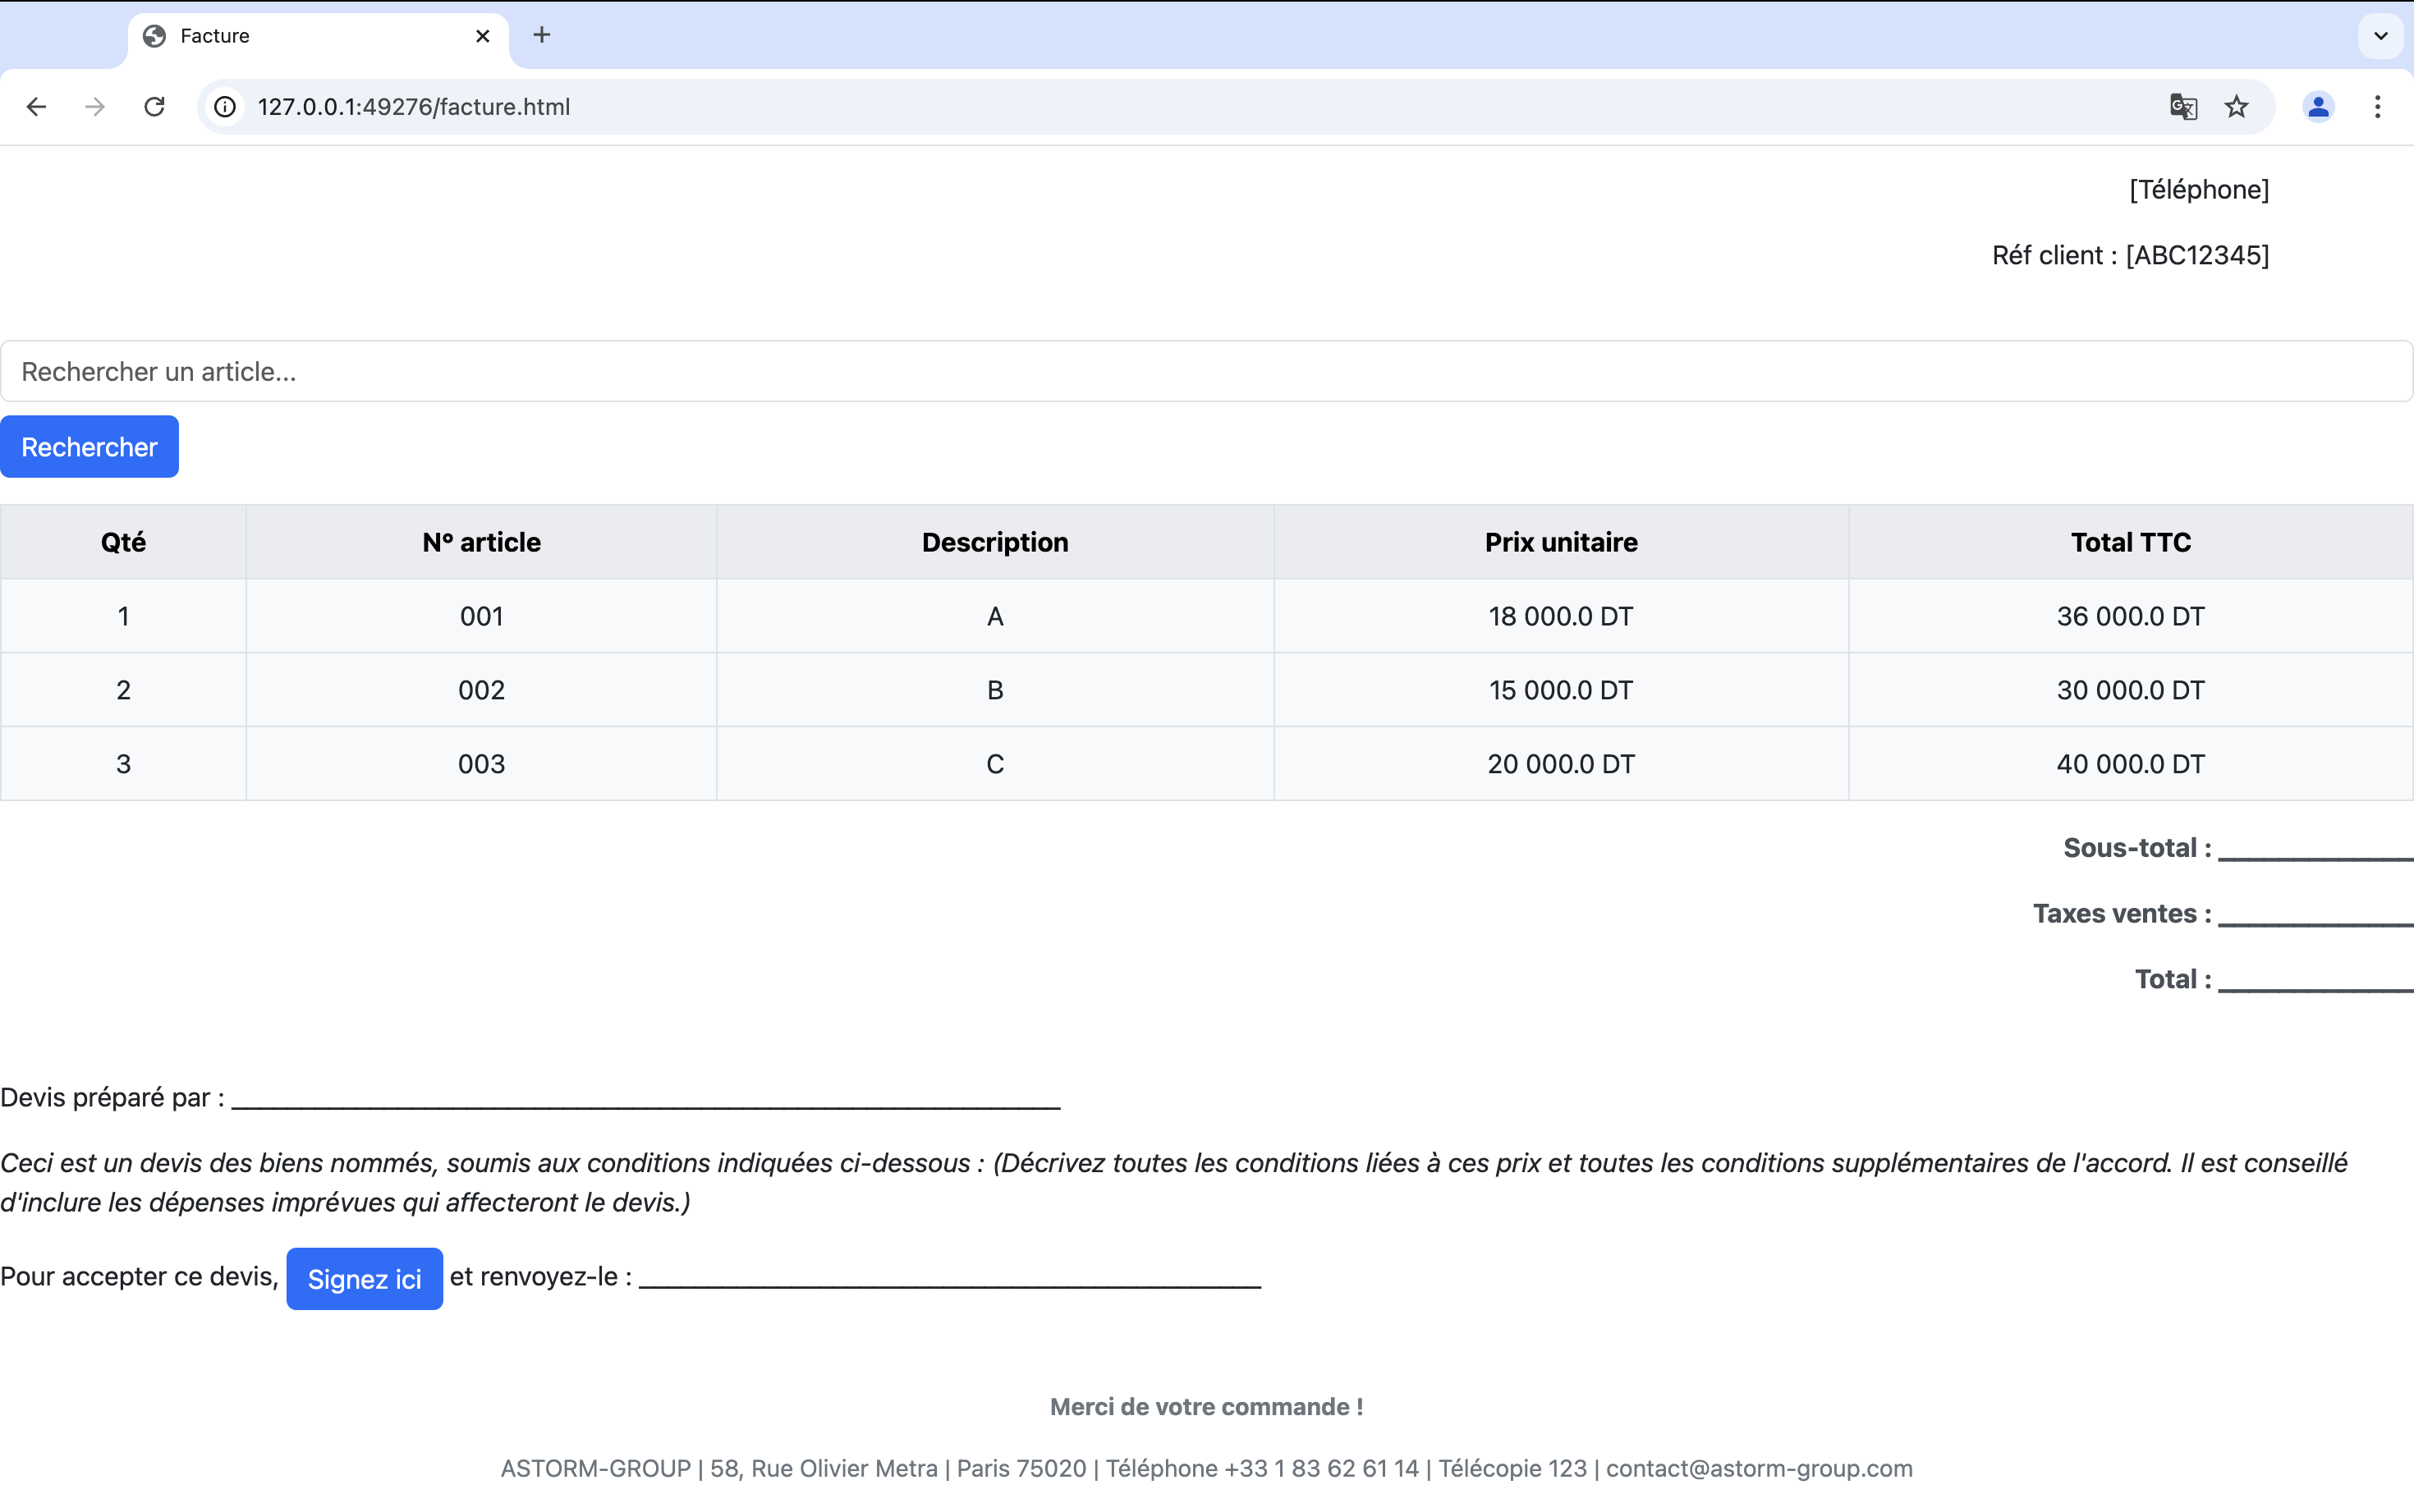 Facture
127.0.0.1:49276/facture.html
[Téléphone]
Réf client : [ABC12345]
Rechercher un article...
Rechercher
Qté N° article Description Prix unitaire Total TTC
1 001 A 18 000.0 DT 36 000.0 DT
2 002 B 15 000.0 DT 30 000.0 DT
3 003 C 20 000.0 DT 40 000.0 DT
Sous-total : ______________
Taxes ventes : ______________
Total : ______________
Devis préparé par : ____________________________________________________________
Ceci est un devis des biens nommés, soumis aux conditions indiquées ci-dessous : (Décrivez toutes les conditions liées à ces prix et toutes les conditions supplémentaires de l'accord. Il est conseillé
d'inclure les dépenses imprévues qui affecteront le devis.)
Pour accepter ce devis, Signez ici et renvoyez-le : _____________________________________________
Merci de votre commande !
ASTORM-GROUP | 58, Rue Olivier Metra | Paris 75020 | Téléphone +33 1 83 62 61 14 | Télécopie 123 | contact@astorm-group.com